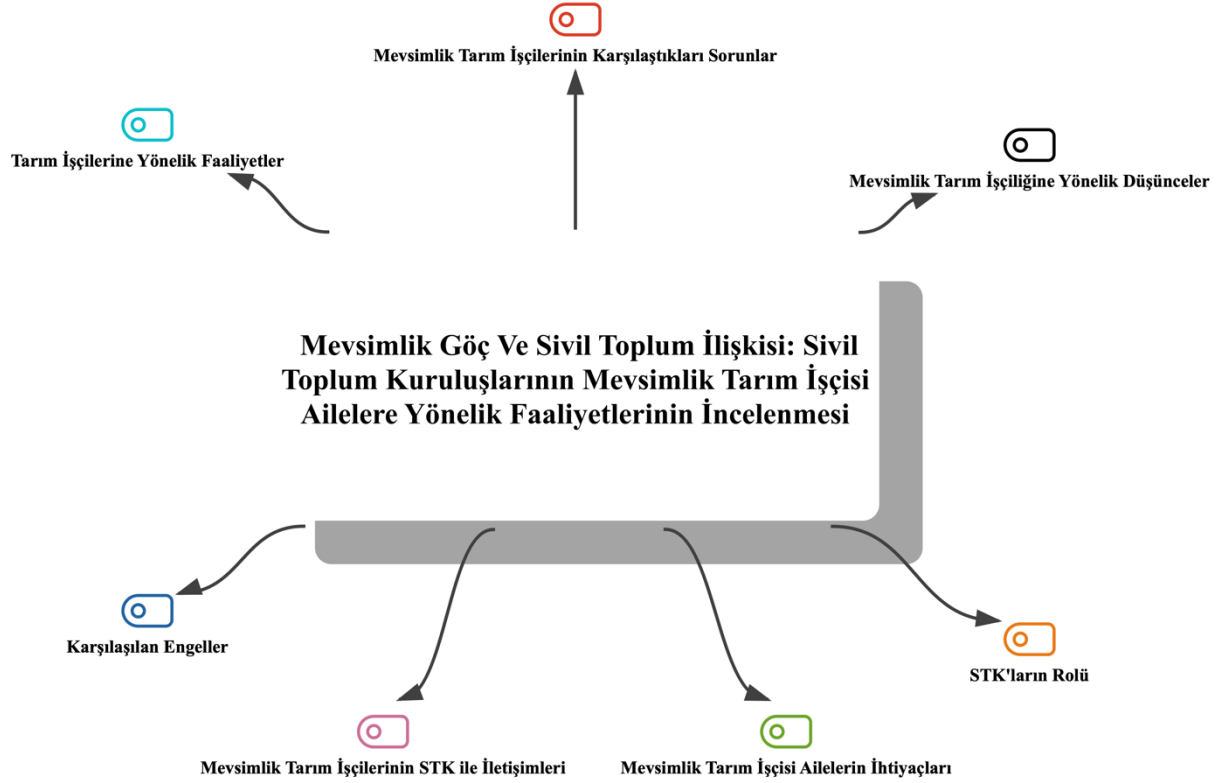 Mevsimlik Tarım İşçilerinin Karşılaştıkları Sorunlar
Tarım İşçilerine Yönelik Faaliyetler
Mevsimlik Tarım İşçiliğine Yönelik Düşünceler
Mevsimlik Göç Ve Sivil Toplum İlişkisi: Sivil
Toplum Kuruluşlarının Mevsimlik Tarım İşçisi
Ailelere Yönelik Faaliyetlerinin İncelenmesi
Karşılaşılan Engeller
STK'ların Rolü
Mevsimlik Tarım İşçilerinin STK ile İletişimleri
Mevsimlik Tarım İşçisi Ailelerin İhtiyaçları